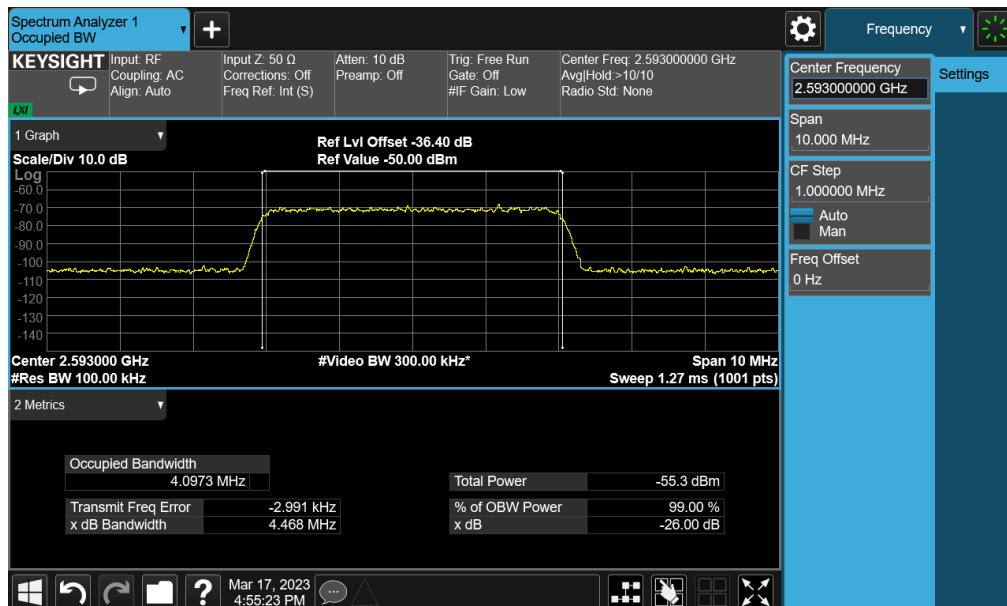 Spectrum Analyzer 1
Occupied BW
Frequency
KEYSIGHT
LXI
Input: RF
Coupling: AC
Align: Auto
Input Z: 50 Ω
Corrections: Off
Freq Ref: Int (S)
Atten: 10 dB
Preamp: Off
Trig: Free Run
Gate: Off
#IF Gain: Low
Center Freq: 2.593000000 GHz
Avg|Hold:>10/10
Radio Std: None
Center Frequency
2.593000000 GHz
Settings
Span
10.000 MHz
CF Step
1.000000 MHz
Auto
Man
Freq Offset
0 Hz
1 Graph
Scale/Div 10.0 dB
Ref Lvl Offset -36.40 dB
Ref Value -50.00 dBm
Log
-60.0
-70.0
-80.0
-90.0
-100
-110
-120
-130
-140
Center 2.593000 GHz
#Res BW 100.00 kHz
#Video BW 300.00 kHz*
Span 10 MHz
Sweep 1.27 ms (1001 pts)
2 Metrics
Occupied Bandwidth
4.0973 MHz
Total Power -55.3 dBm
Transmit Freq Error -2.991 kHz
% of OBW Power 99.00 %
x dB Bandwidth 4.468 MHz
x dB -26.00 dB
?
Mar 17, 2023
4:55:23 PM